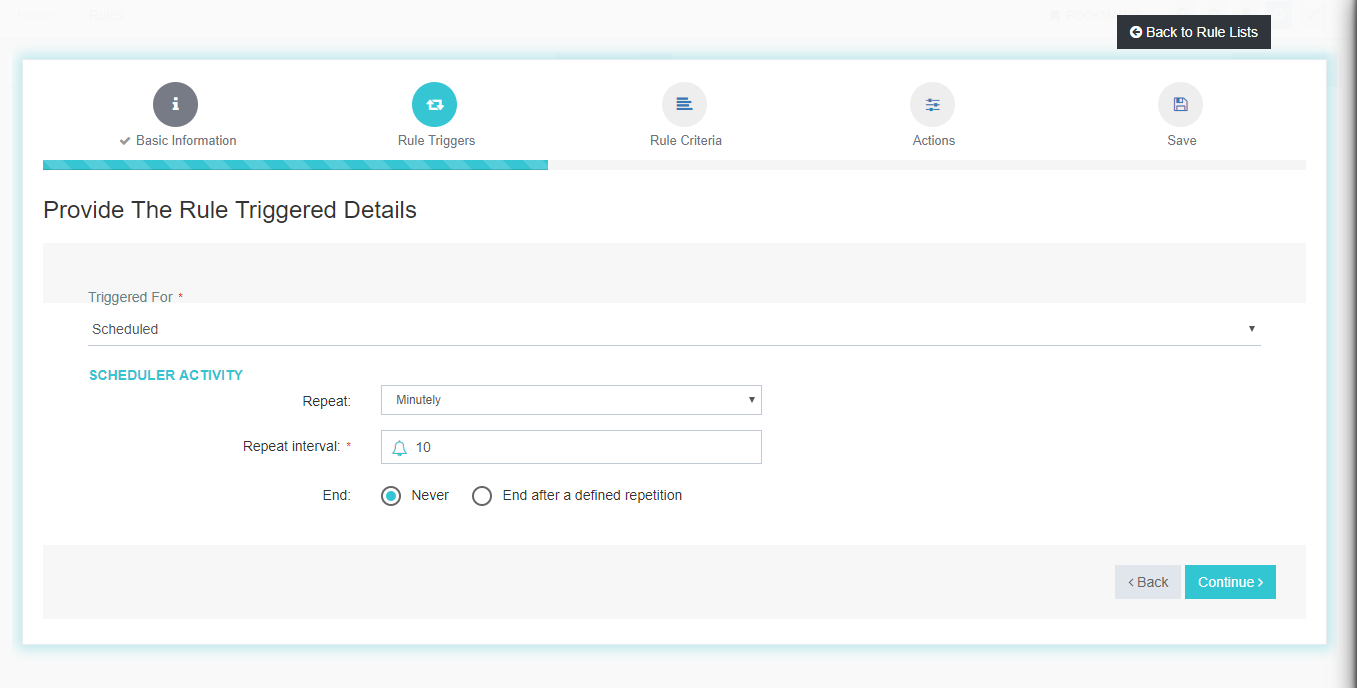 Back to Rule Lists
Basic Information
Rule Triggers
Rule Criteria
Actions
Save
Provide The Rule Triggered Details
Triggered For *
Scheduled
SCHEDULER ACTIVITY
Repeat: Minutely
Repeat interval: * 10
End: Never End after a defined repetition
Back Continue